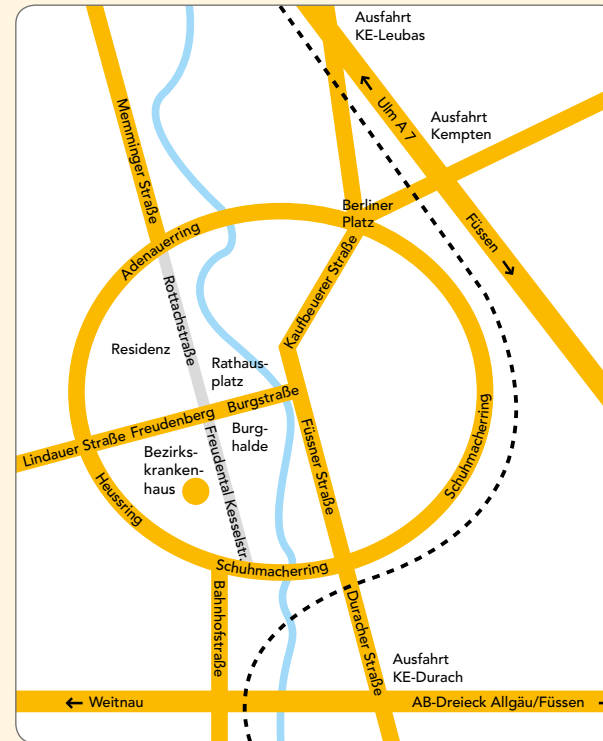 Ausfahrt
KE-Leubas
Memminger Straße
Ulm A 7
Ausfahrt
Kempten
Berliner
Platz
Füssen
Adenauerring
Kaufbeurer Straße
Rottachstraße
Residenz
Rathaus-
platz
Lindauer Straße Freudenberg Burgstraße
Burg-
halde
Füssner Straße
Schuhmacherring
Bezirks-
kranken-
haus
Freudental Kesselstr.
Heussring
Schuhmacherring
Bahnhofstraße
Duracher Straße
Ausfahrt
KE-Durach
← Weitnau
AB-Dreieck Allgäu/Füssen →